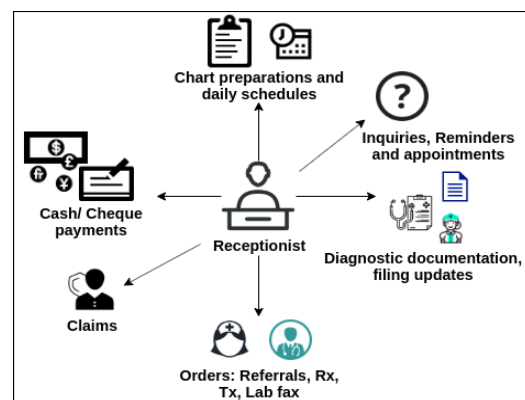 Chart preparations and
daily schedules
?
Inquiries, Reminders
and appointments
$
£
¥
Cash/ Cheque
payments
Receptionist
Diagnostic documentation,
filing updates
Claims
Orders: Referrals, Rx,
Tx, Lab fax